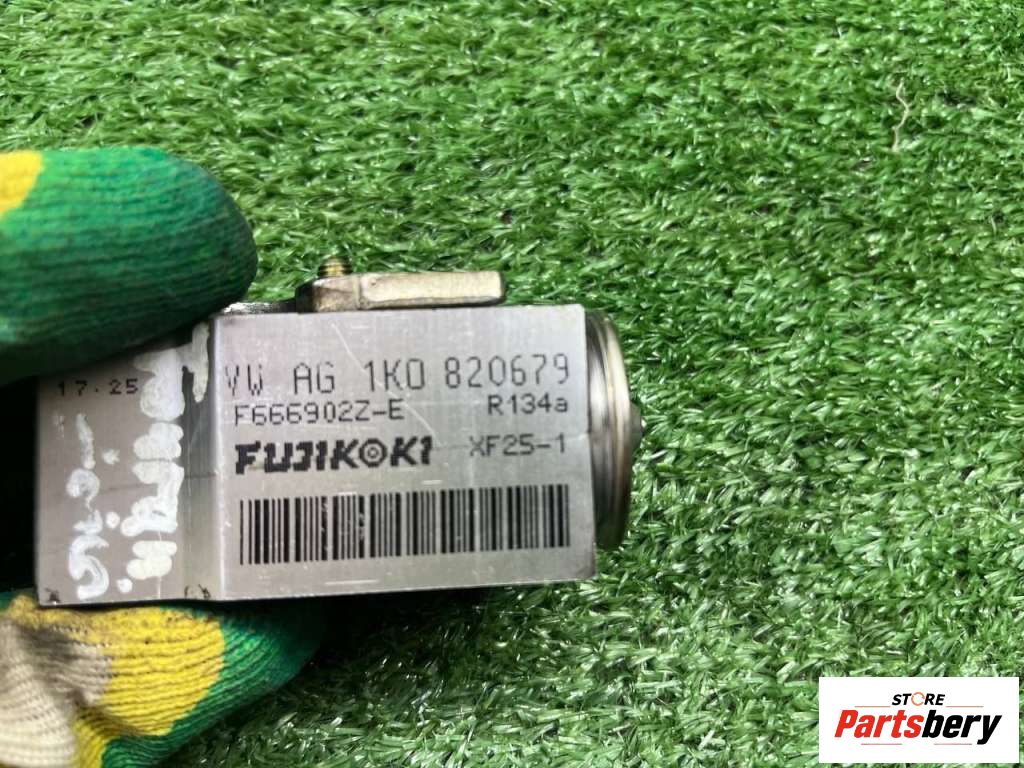 17.25
VW AG 1K0 820679
F666902Z-E R134a
FUJIKOKI XF25-1
STORE
Partsbery